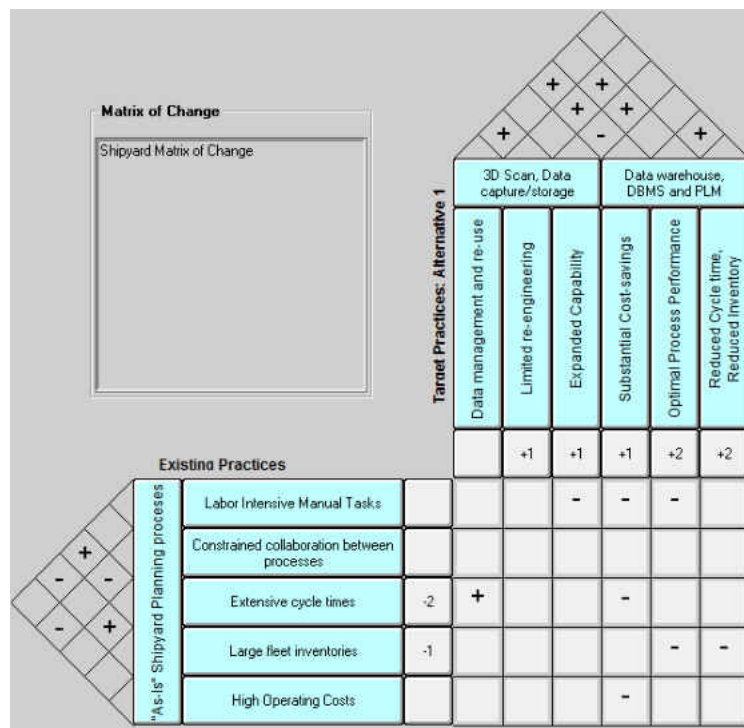 Matrix of Change
Shipyard Matrix of Change
+
+ +
+ +
+ - +
3D Scan, Data
capture/storage
Data warehouse,
DBMS and PLM
Target Practices: Alternative 1
Data management and re-use
Limited re-engineering
Expanded Capability
Substantial Cost-savings
Optimal Process Performance
Reduced Cycle time,
Reduced Inventory
+1 +1 +1 +2 +2
Existing Practices
"As-Is" Shipyard Planning proceses
+
- -
- +
Labor Intensive Manual Tasks
- - -
Constrained collaboration between
processes
Extensive cycle times
-2 + -
Large fleet inventories
-1 - -
High Operating Costs
-